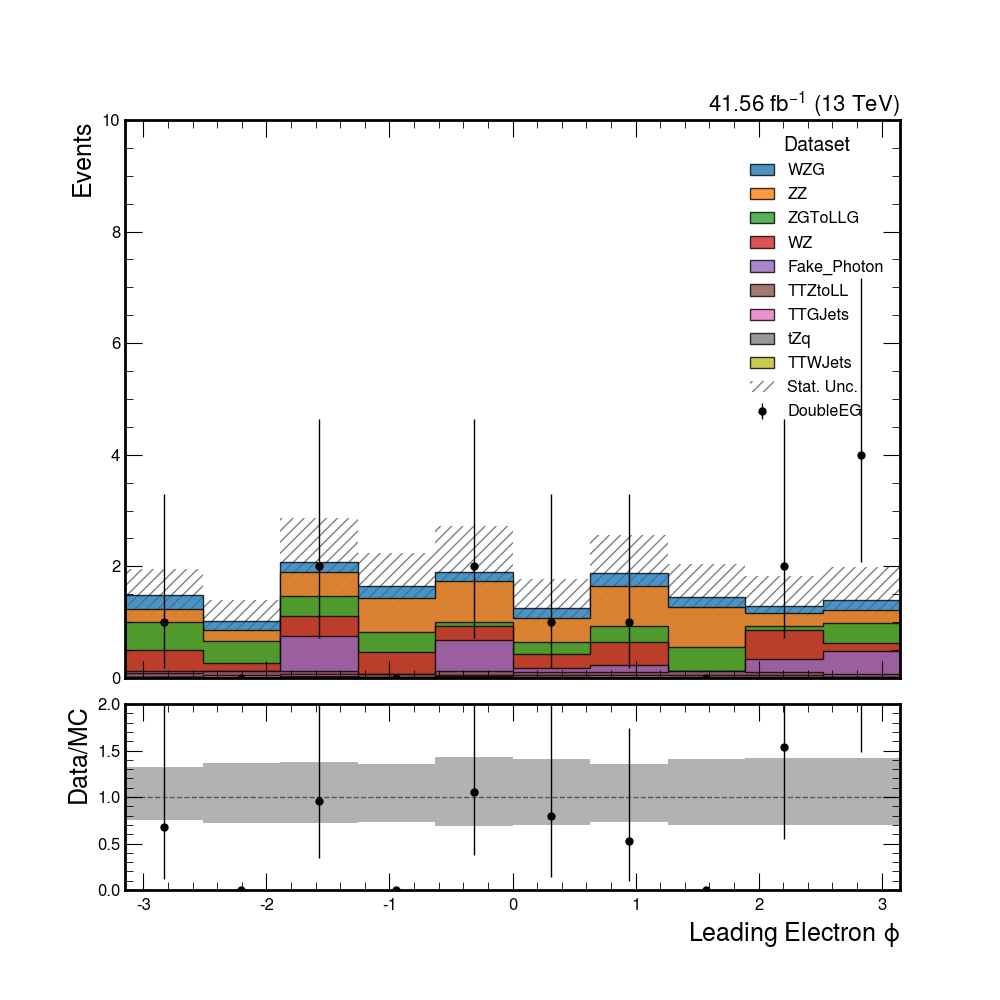 41.56 fb⁻¹ (13 TeV)
Events
10
8
6
4
2
0
Dataset
WZG
ZZ
ZGToLLG
WZ
Fake_Photon
TTZtoLL
TTGJets
tZq
TTWJets
Stat. Unc.
DoubleEG
Data/MC
2.0
1.5
1.0
0.5
0.0
-3 -2 -1 0 1 2 3
Leading Electron ϕ